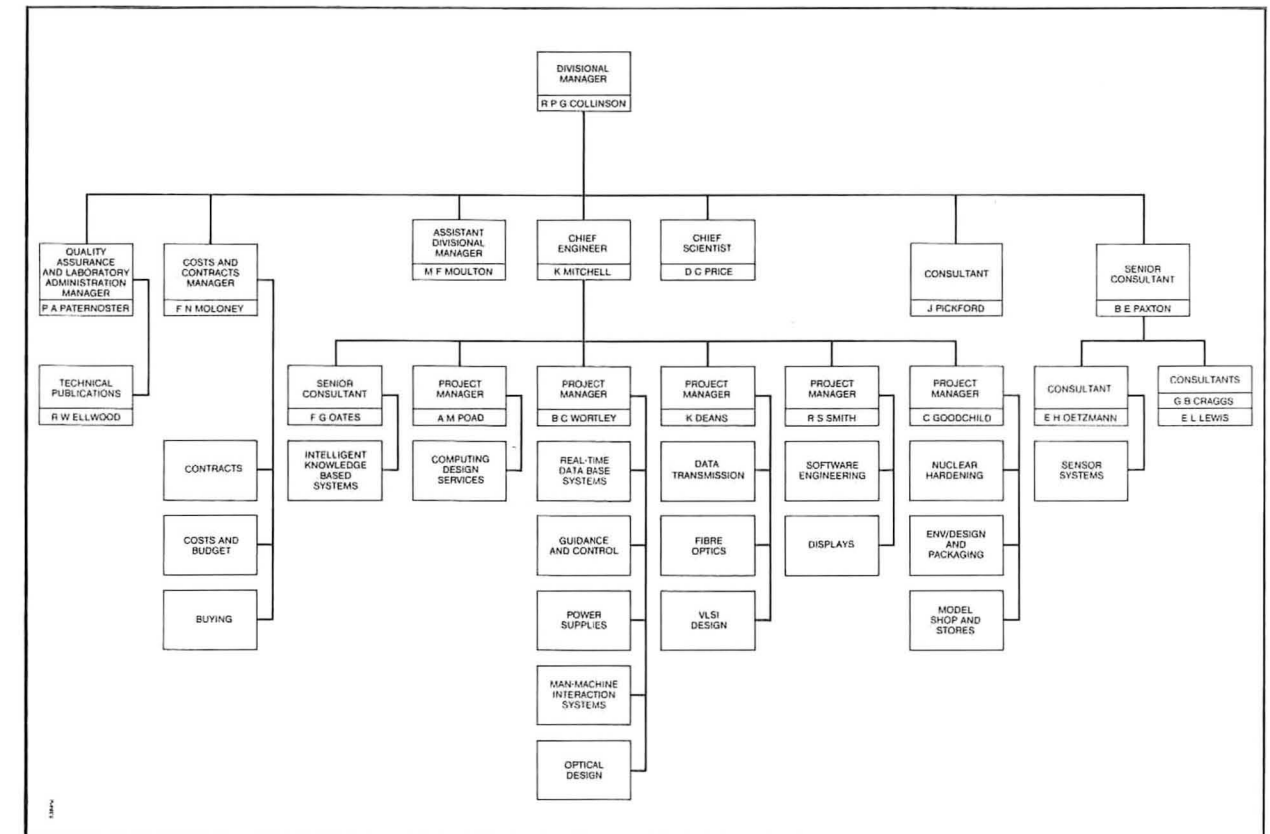 DIVISIONAL
MANAGER
R P G COLLINSON
QUALITY
ASSURANCE
AND LABORATORY
ADMINISTRATION
MANAGER
P A PATERNOSTER
COSTS AND
CONTRACTS
MANAGER
F N MOLONEY
ASSISTANT
DIVISIONAL
MANAGER
M F MOULTON
CHIEF
ENGINEER
K MITCHELL
CHIEF
SCIENTIST
D C PRICE
CONSULTANT
J PICKFORD
SENIOR
CONSULTANT
B E PAXTON
TECHNICAL
PUBLICATIONS
R W ELLWOOD
CONTRACTS
COSTS AND
BUDGET
BUYING
SENIOR
CONSULTANT
F G OATES
INTELLIGENT
KNOWLEDGE
BASED
SYSTEMS
PROJECT
MANAGER
A M POAD
COMPUTING
DESIGN
SERVICES
PROJECT
MANAGER
B C WORTLEY
REAL-TIME
DATA BASE
SYSTEMS
GUIDANCE
AND CONTROL
POWER
SUPPLIES
MAN-MACHINE
INTERACTION
SYSTEMS
OPTICAL
DESIGN
PROJECT
MANAGER
K DEANS
DATA
TRANSMISSION
FIBRE
OPTICS
VLSI
DESIGN
PROJECT
MANAGER
R S SMITH
SOFTWARE
ENGINEERING
DISPLAYS
PROJECT
MANAGER
C GOODCHILD
NUCLEAR
HARDENING
ENV/DESIGN
AND
PACKAGING
MODEL
SHOP AND
STORES
CONSULTANT
E H OETZMANN
SENSOR
SYSTEMS
CONSULTANTS
G B CRAGGS
E L LEWIS